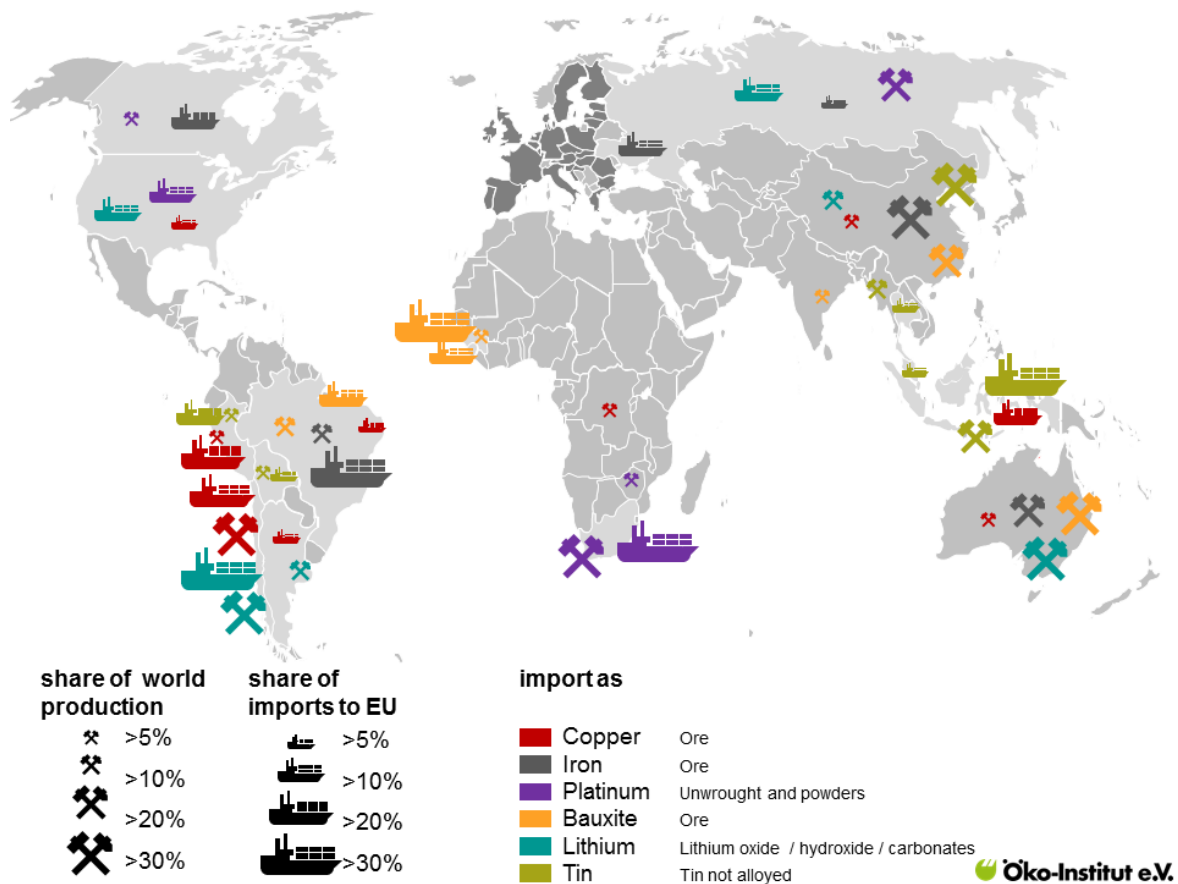 share of world
production
>5%
>10%
>20%
>30%
share of
imports to EU
>5%
>10%
>20%
>30%
import as
Copper Ore
Iron Ore
Platinum Unwrought and powders
Bauxite Ore
Lithium Lithium oxide / hydroxide / carbonates
Tin Tin not alloyed
Öko-Institut e.V.